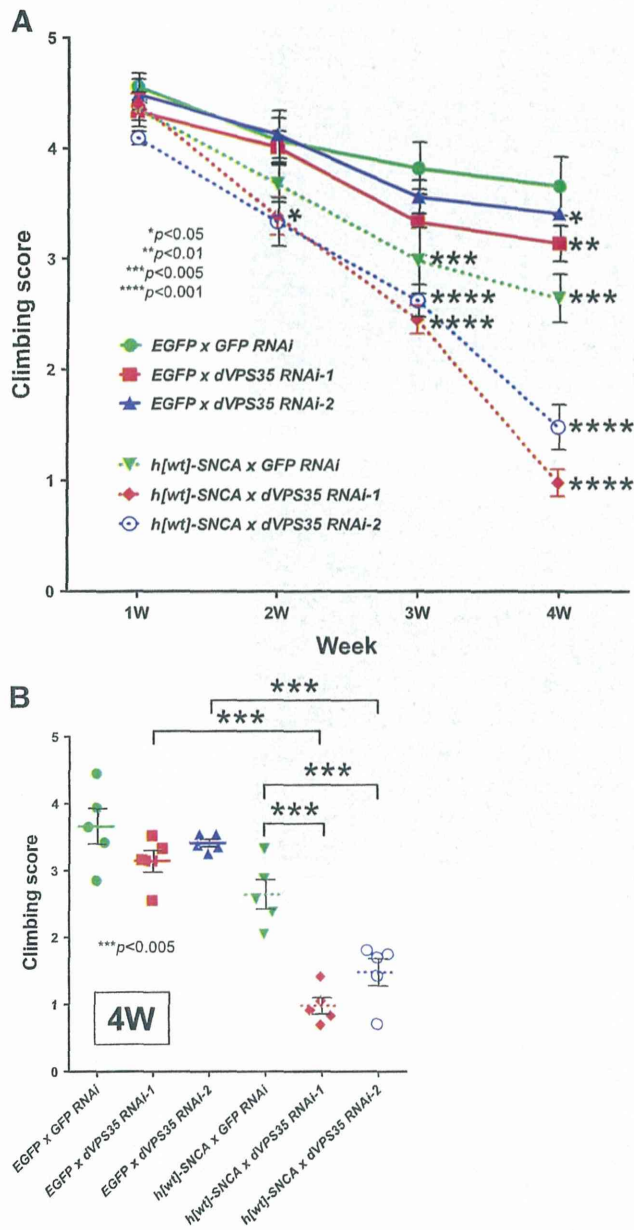 A
5
4
3
2
1
0
Climbing score
*p<0.05
**p<0.01
***p<0.005
****p<0.001
EGFP x GFP RNAi
EGFP x dVPS35 RNAi-1
EGFP x dVPS35 RNAi-2
h[wt]-SNCA x GFP RNAi
h[wt]-SNCA x dVPS35 RNAi-1
h[wt]-SNCA x dVPS35 RNAi-2
*
***
****
****
*
**
***
****
****
1W 2W 3W 4W
Week
B
***
***
***
***
5
4
3
2
1
0
Climbing score
***p<0.005
4W
EGFP x GFP RNAi
EGFP x dVPS35 RNAi-1
EGFP x dVPS35 RNAi-2
h[wt]-SNCA x GFP RNAi
h[wt]-SNCA x dVPS35 RNAi-1
h[wt]-SNCA x dVPS35 RNAi-2